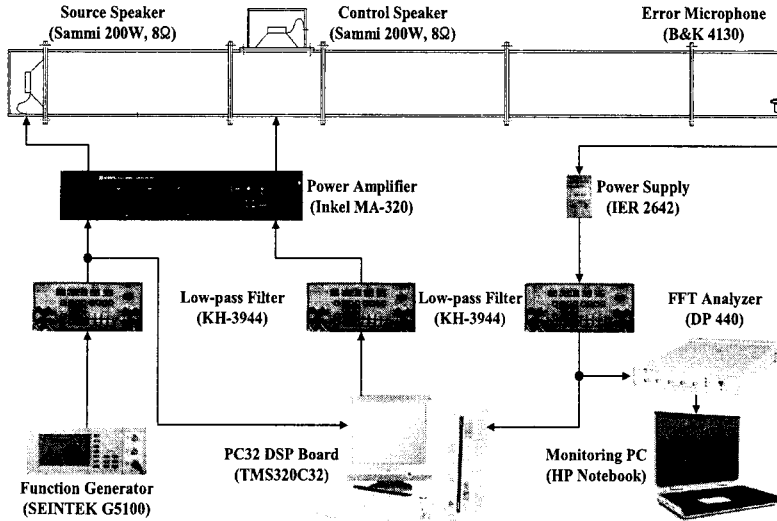 Source Speaker
(Sammi 200W, 8Ω)
Control Speaker
(Sammi 200W, 8Ω)
Error Microphone
(B&K 4130)
Power Amplifier
(Inkel MA-320)
Power Supply
(IER 2642)
Low-pass Filter
(KH-3944)
Low-pass Filter
(KH-3944)
FFT Analyzer
(DP 440)
PC32 DSP Board
(TMS320C32)
Monitoring PC
(HP Notebook)
Function Generator
(SEINTEK G5100)